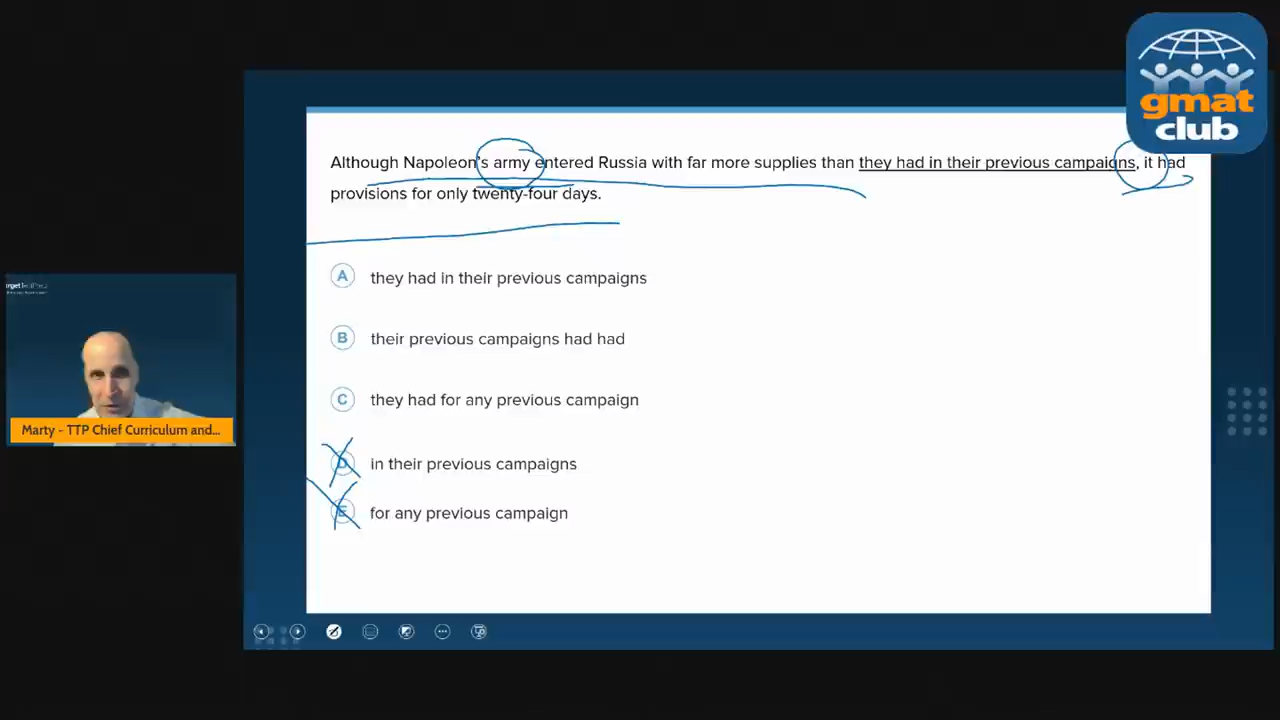 gmat
club
Although Napoleon's army entered Russia with far more supplies than they had in their previous campaigns, it had
provisions for only twenty-four days.
A they had in their previous campaigns
B their previous campaigns had had
C they had for any previous campaign
D in their previous campaigns
E for any previous campaign
Marty - TTP Chief Curriculum and...